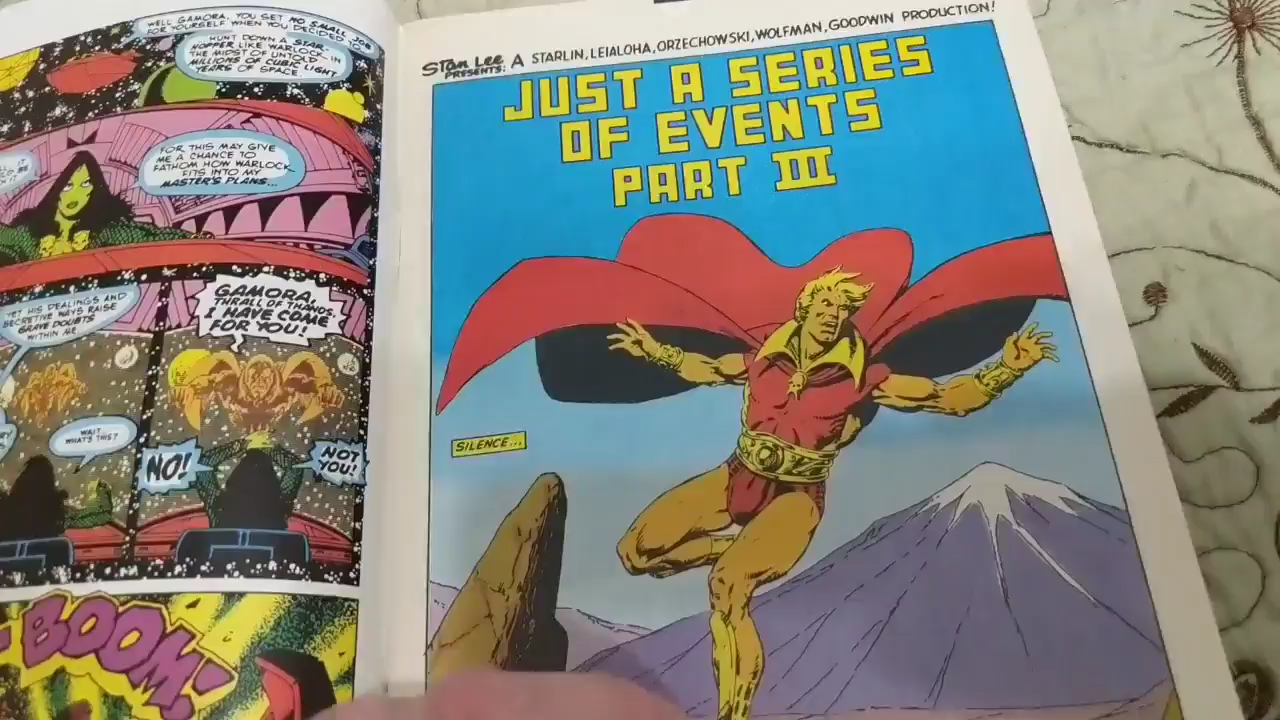 WELL GAMORA, YOU SET NO SMALL JOB
FOR YOURSELF WHEN YOU DECIDED TO
HUNT DOWN A STAR-
HOPPER LIKE WARLOCK IN
THE MIDST OF UNTOLD
MILLIONS OF CUBIC LIGHT
YEARS OF SPACE.
FOR THIS MAY GIVE
ME A CHANCE TO
FATHOM HOW WARLOCK
FITS INTO MY
MASTER'S PLANS...
YET HIS DEALINGS AND
SECRETIVE WAYS RAISE
GRAVE DOUBTS
WITHIN ME
GAMORA,
THRALL OF THANOS,
I HAVE COME
FOR YOU!
WAIT...
WHAT'S THIS?
NO!
NOT
YOU!
BOOM!
Stan Lee
PRESENTS: A STARLIN, LEIALOHA, ORZECHOWSKI, WOLFMAN, GOODWIN PRODUCTION!
JUST A SERIES
OF EVENTS
PART III
SILENCE...